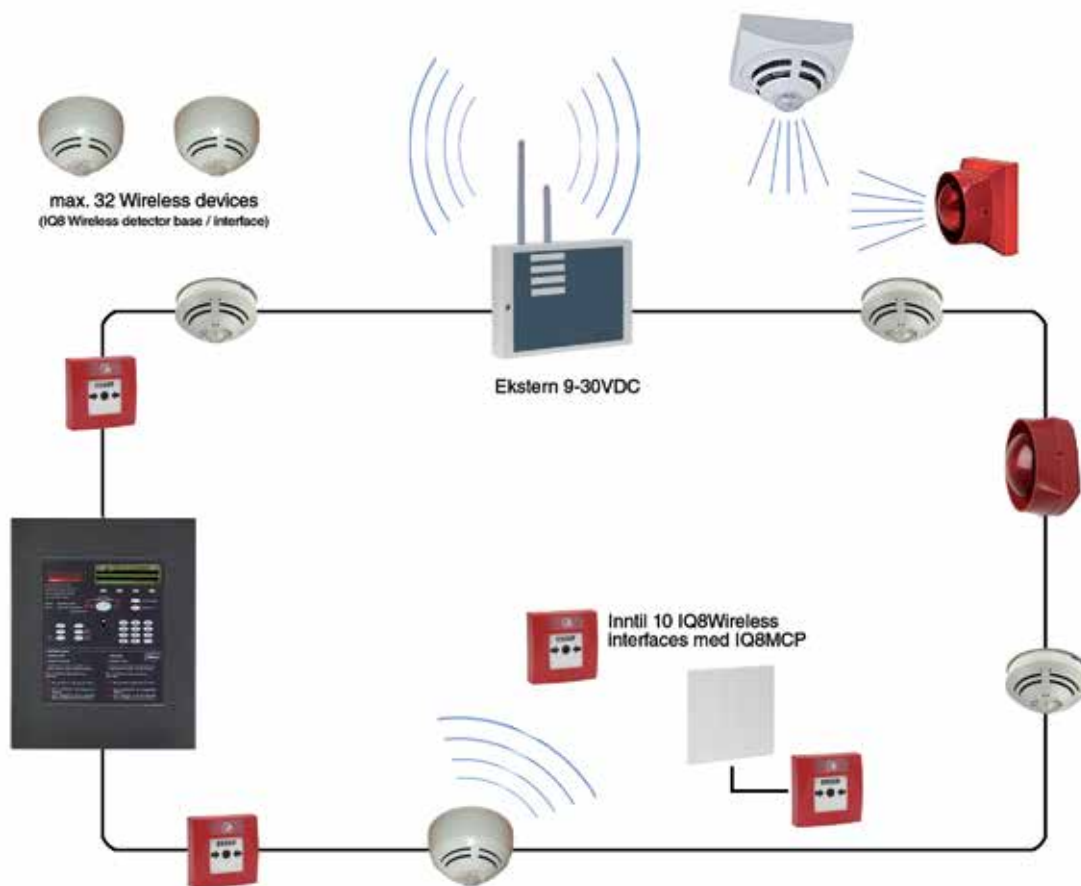 max. 32 Wireless devices
(IQ8 Wireless detector base / interface)
Ekstern 9-30VDC
Inntil 10 IQ8Wireless
interfaces med IQ8MCP